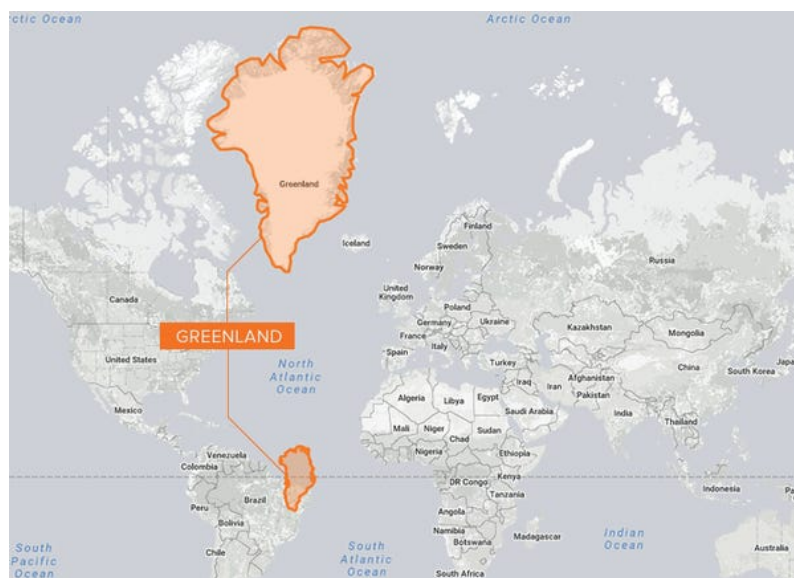 rctic Ocean
Arctic Ocean
Greenland
Iceland
Finland
Sweden
Norway
Russia
Canada
United
Kingdom
Poland
Germany
Ukraine
France
Kazakhstan
Mongolia
GREENLAND
Italy
Spain
Turkey
United States
North
Atlantic
Ocean
China
South Korea
Japa
Afghanistan
Iraq
Iran
Pakistan
Algeria
Libya
Egypt
Saudi Arabia
India
Mexico
Mali
Niger
Chad
Sudan
Thailand
Nigeria
Ethiopia
Venezuela
Colombia
DR Congo
Kenya
Indonesia
Pa
Tanzania
Peru
Brazil
Angola
Bolivia
Namibia
Botswana
Madagascar
Indian
Ocean
Australia
Chile
South
Pacific
Ocean
South
Atlantic
Ocean
South Africa